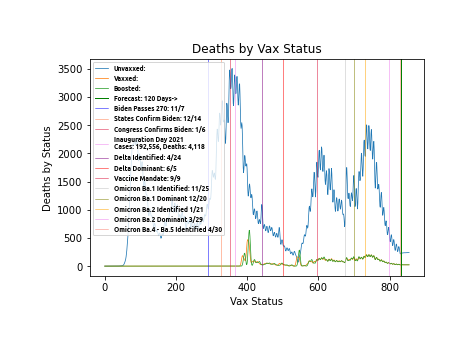 Deaths by Vax Status
Deaths by Status
3500
3000
2500
2000
1500
1000
500
0
Unvaxxed:
Vaxxed:
Boosted:
Forecast: 120 Days->
Biden Passes 270: 11/7
States Confirm Biden: 12/14
Congress Confirms Biden: 1/6
Inauguration Day 2021
Cases: 192,556, Deaths: 4,118
Delta Identified: 4/24
Delta Dominant: 6/5
Vaccine Mandate: 9/9
Omicron Ba.1 Identified: 11/25
Omicron Ba.1 Dominant 12/20
Omicron Ba.2 Identified 1/21
Omicron Ba.2 Dominant 3/29
Omicron Be.4 - Ba.5 Identified 4/30
0 200 400 600 800
Vax Status